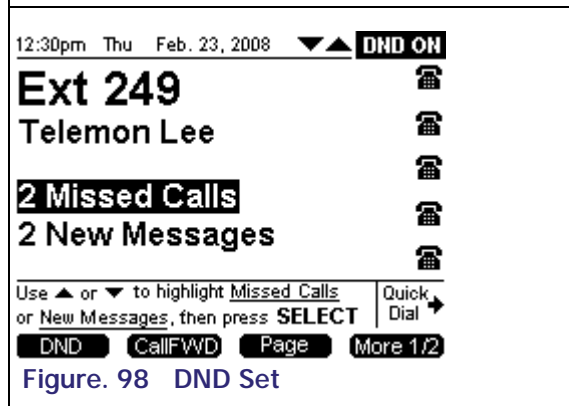 12:30pm Thu Feb. 23, 2008 ▼▲ DND ON
Ext 249
Telemon Lee
2 Missed Calls
2 New Messages
Use ▲ or ▼ to highlight Missed Calls
or New Messages, then press SELECT
Quick
Dial
DND CallFWD Page More 1/2
Figure. 98 DND Set